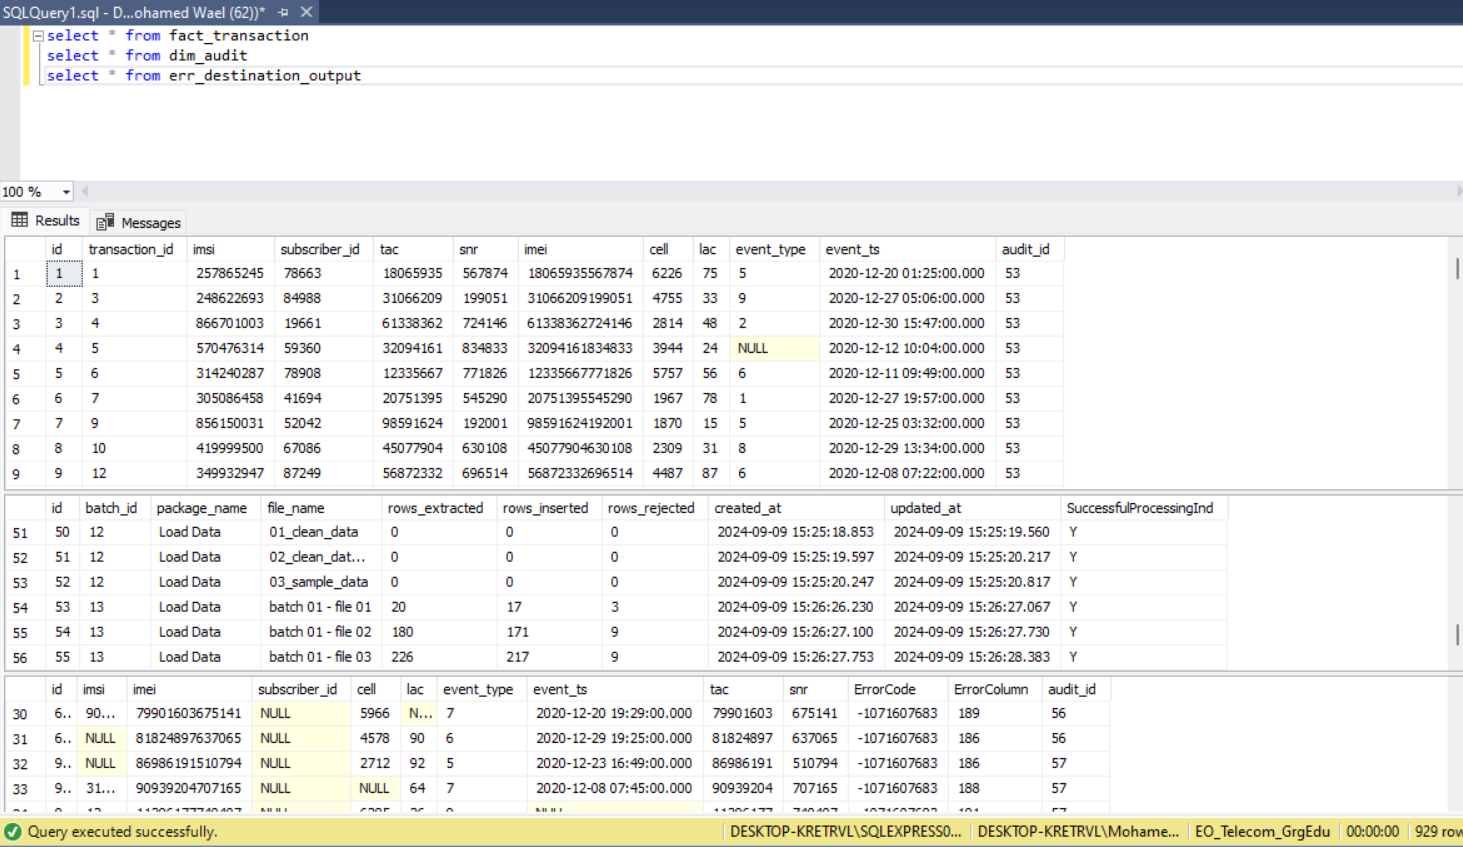 SQLQuery1.sql - D...ohamed Wael (62))*
select * from fact_transaction
select * from dim_audit
select * from err_destination_output
100 %
Results Messages
id transaction_id imsi subscriber_id tac snr imei cell lac event_type event_ts audit_id
1 1 1 257865245 78663 18065935 567874 18065935567874 6226 75 5 2020-12-20 01:25:00.000 53
2 2 3 248622693 84988 31066209 199051 31066209199051 4755 33 9 2020-12-27 05:06:00.000 53
3 3 4 866701003 19661 61338362 724146 61338362724146 2814 48 2 2020-12-30 15:47:00.000 53
4 4 5 570476314 59360 32094161 834833 32094161834833 3944 24 NULL 2020-12-12 10:04:00.000 53
5 5 6 314240287 78908 12335667 771826 12335667771826 5757 56 6 2020-12-11 09:49:00.000 53
6 6 7 305086458 41694 20751395 545290 20751395545290 1967 78 1 2020-12-27 19:57:00.000 53
7 7 9 856150031 52042 98591624 192001 98591624192001 1870 15 5 2020-12-25 03:32:00.000 53
8 8 10 419999500 67086 45077904 630108 45077904630108 2309 31 8 2020-12-29 13:34:00.000 53
9 9 12 349932947 87249 56872332 696514 56872332696514 4487 87 6 2020-12-08 07:22:00.000 53
id batch_id package_name file_name rows_extracted rows_inserted rows_rejected created_at updated_at SuccessfulProcessingInd
51 50 12 Load Data 01_clean_data 0 0 0 2024-09-09 15:25:18.853 2024-09-09 15:25:19.560 Y
52 51 12 Load Data 02_clean_dat... 0 0 0 2024-09-09 15:25:19.597 2024-09-09 15:25:20.217 Y
53 52 12 Load Data 03_sample_data 0 0 0 2024-09-09 15:25:20.247 2024-09-09 15:25:20.817 Y
54 53 13 Load Data batch 01 - file 01 20 17 3 2024-09-09 15:26:26.230 2024-09-09 15:26:27.067 Y
55 54 13 Load Data batch 01 - file 02 180 171 9 2024-09-09 15:26:27.100 2024-09-09 15:26:27.730 Y
56 55 13 Load Data batch 01 - file 03 226 217 9 2024-09-09 15:26:27.753 2024-09-09 15:26:28.383 Y
id imsi imei subscriber_id cell lac event_type event_ts tac snr ErrorCode ErrorColumn audit_id
30 6.. 90... 79901603675141 NULL 5966 N... 7 2020-12-20 19:29:00.000 79901603 675141 -1071607683 189 56
31 6.. NULL 81824897637065 NULL 4578 90 6 2020-12-29 19:25:00.000 81824897 637065 -1071607683 186 56
32 9.. NULL 86986191510794 NULL 2712 92 5 2020-12-23 16:49:00.000 86986191 510794 -1071607683 186 57
33 9.. 31... 90939204707165 NULL NULL 64 7 2020-12-08 07:45:00.000 90939204 707165 -1071607683 188 57
Query executed successfully. DESKTOP-KRETRVL\SQLEXPRESS0... DESKTOP-KRETRVL\Mohame... EO_Telecom_GrgEdu 00:00:00 929 row